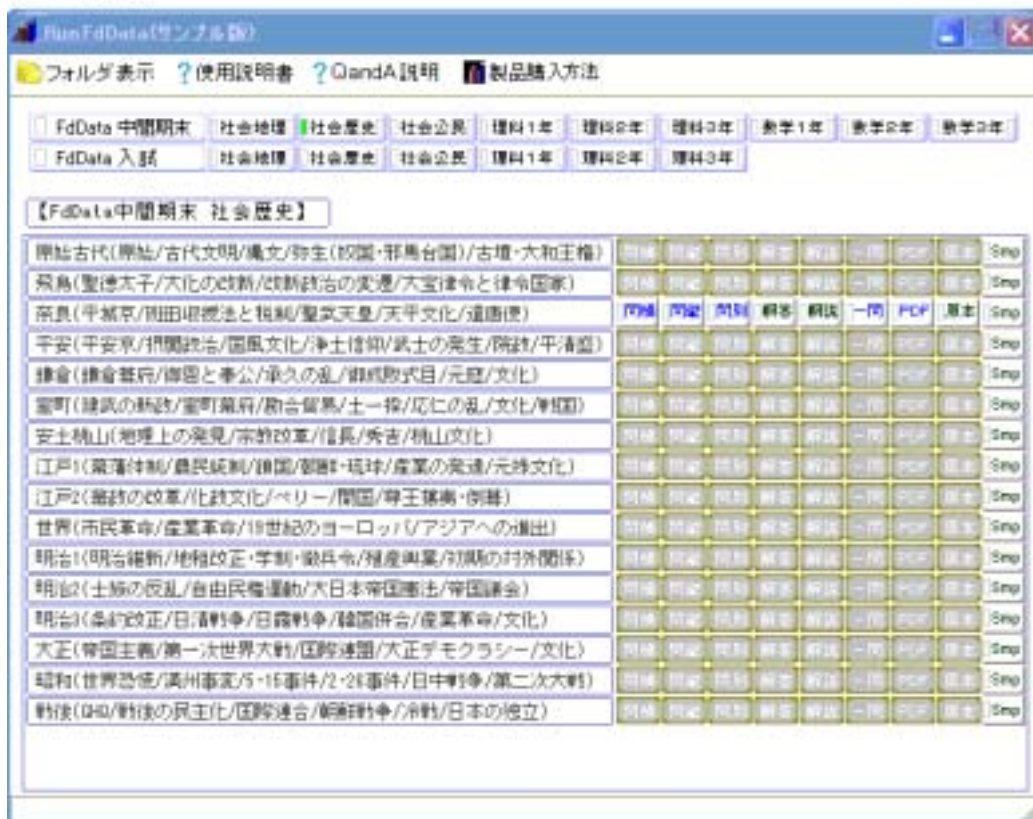 RunFdData(サンプル版)
フォルダ表示 ?使用説明書 ?QandA説明 製品購入方法
FdData 中間期末 社会地理 社会歴史 社会公民 理科1年 理科2年 理科3年 数学1年 数学2年 数学3年
FdData 入試 社会地理 社会歴史 社会公民 理科1年 理科2年 理科3年
【FdData中間期末 社会歴史】
原始古代(原始/古代文明/縄文/弥生(奴国・邪馬台国)/古墳・大和王権) Smp
飛鳥(聖徳太子/大化の改新/改新政治の変遷/大宝律令と律令国家) Smp
奈良(平城京/班田収授法と税制/聖武天皇/天平文化/遣唐使) 問横 問縦 問別 解答 解説 一問 PDF 原本 Smp
平安(平安京/摂関政治/国風文化/浄土信仰/武士の発生/院政/平清盛) Smp
鎌倉(鎌倉幕府/御恩と奉公/承久の乱/御成敗式目/元寇/文化) Smp
室町(建武の新政/室町幕府/勘合貿易/土一揆/応仁の乱/文化/戦国) Smp
安土桃山(地理上の発見/宗教改革/信長/秀吉/桃山文化) Smp
江戸1(幕藩体制/農民統制/鎖国/朝鮮・琉球/産業の発達/元禄文化) Smp
江戸2(幕政の改革/化政文化/ペリー/開国/尊王攘夷・倒幕) Smp
世界(市民革命/産業革命/19世紀のヨーロッパ/アジアへの進出) Smp
明治1(明治維新/地租改正・学制・徴兵令/殖産興業/初期の対外関係) Smp
明治2(士族の反乱/自由民権運動/大日本帝国憲法/帝国議会) Smp
明治3(条約改正/日清戦争/日露戦争/韓国併合/産業革命/文化) Smp
大正(帝国主義/第一次世界大戦/国際連盟/大正デモクラシー/文化) Smp
昭和(世界恐慌/満州事変/5・15事件/2・26事件/日中戦争/第二次大戦) Smp
戦後(GHQ/戦後の民主化/国際連合/朝鮮戦争/冷戦/日本の独立) Smp